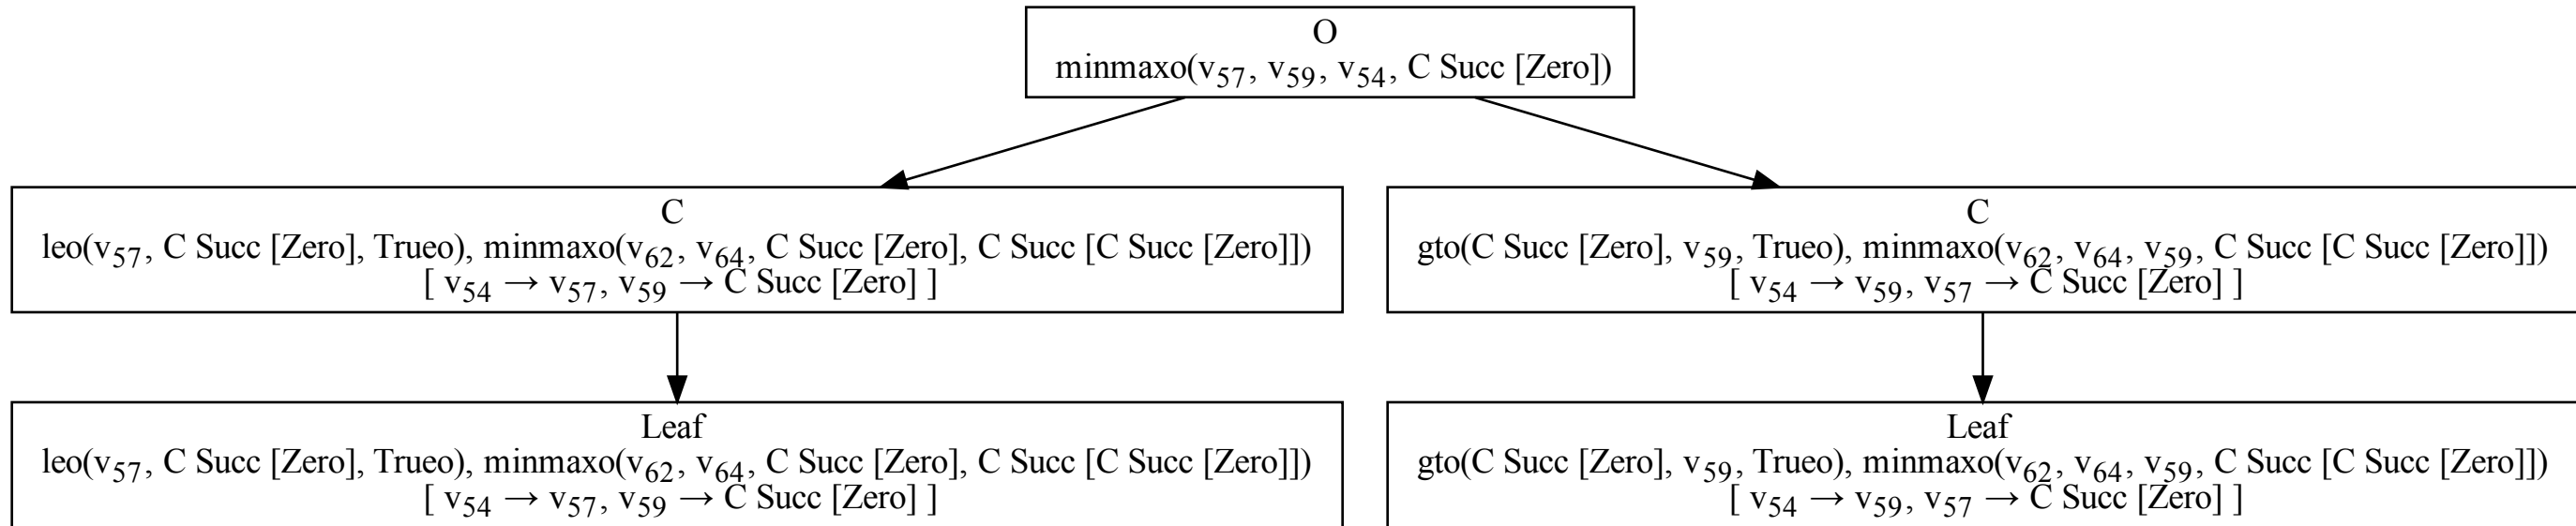 O
minmaxo(v57, v59, v54, C Succ [Zero])
C
leo(v57, C Succ [Zero], Trueo), minmaxo(v62, v64, C Succ [Zero], C Succ [C Succ [Zero]])
[ v54 → v57, v59 → C Succ [Zero] ]
C
gto(C Succ [Zero], v59, Trueo), minmaxo(v62, v64, v59, C Succ [C Succ [Zero]])
[ v54 → v59, v57 → C Succ [Zero] ]
Leaf
leo(v57, C Succ [Zero], Trueo), minmaxo(v62, v64, C Succ [Zero], C Succ [C Succ [Zero]])
[ v54 → v57, v59 → C Succ [Zero] ]
Leaf
gto(C Succ [Zero], v59, Trueo), minmaxo(v62, v64, v59, C Succ [C Succ [Zero]])
[ v54 → v59, v57 → C Succ [Zero] ]